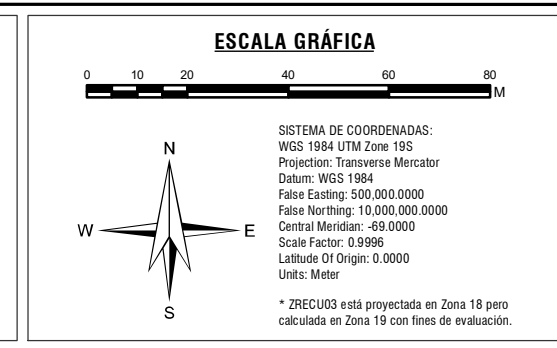 ESCALA GRÁFICA
0 10 20 40 60 80
M
SISTEMA DE COORDENADAS:
WGS 1984 UTM Zone 19S
Projection: Transverse Mercator
Datum: WGS 1984
False Easting: 500,000.0000
False Northing: 10,000,000.0000
Central Meridian: -69.0000
Scale Factor: 0.9996
Latitude Of Origin: 0.0000
Units: Meter
N
W E
S
* ZRECU03 está proyectada en Zona 18 pero
calculada en Zona 19 con fines de evaluación.